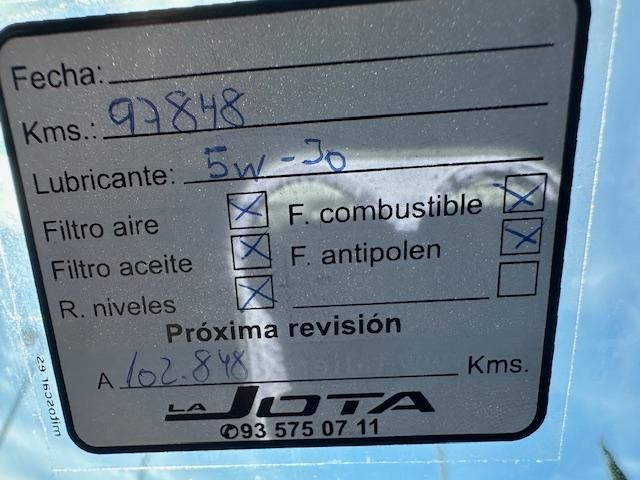 Fecha:
Kms.: 97848
Lubricante: 5W-30
Filtro aire F. combustible
Filtro aceite F. antipolen
R. niveles
Próxima revisión
A 102.848 Kms.
LA JOTA
✆93 575 07 11